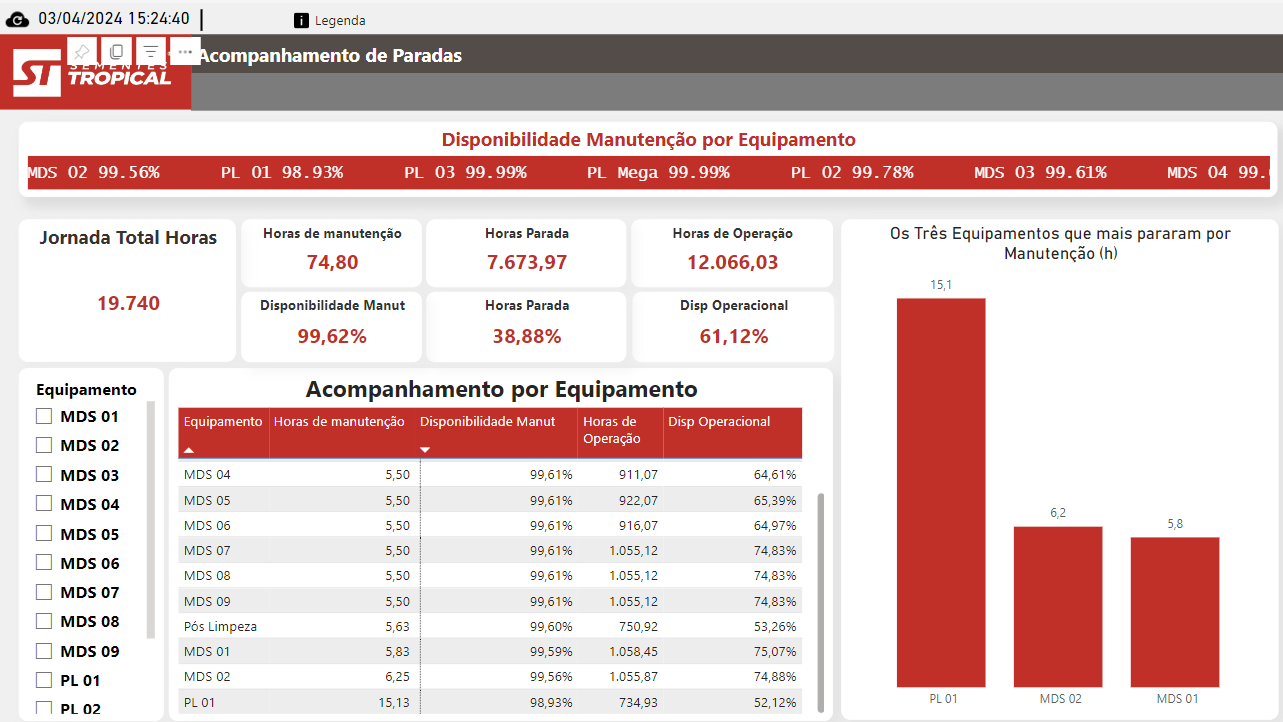 03/04/2024 15:24:40
i Legenda
Acompanhamento de Paradas
ST
SEMENTES
TROPICAL
Disponibilidade Manutenção por Equipamento
MDS 02 99.56% PL 01 98.93% PL 03 99.99% PL Mega 99.99% PL 02 99.78% MDS 03 99.61% MDS 04 99.
Jornada Total Horas
19.740
Horas de manutenção
74,80
Horas Parada
7.673,97
Horas de Operação
12.066,03
Disponibilidade Manut
99,62%
Horas Parada
38,88%
Disp Operacional
61,12%
Equipamento
MDS 01
MDS 02
MDS 03
MDS 04
MDS 05
MDS 06
MDS 07
MDS 08
MDS 09
PL 01
PL 02
Acompanhamento por Equipamento
Equipamento Horas de manutenção Disponibilidade Manut Horas de Operação Disp Operacional
MDS 04 5,50 99,61% 911,07 64,61%
MDS 05 5,50 99,61% 922,07 65,39%
MDS 06 5,50 99,61% 916,07 64,97%
MDS 07 5,50 99,61% 1.055,12 74,83%
MDS 08 5,50 99,61% 1.055,12 74,83%
MDS 09 5,50 99,61% 1.055,12 74,83%
Pós Limpeza 5,63 99,60% 750,92 53,26%
MDS 01 5,83 99,59% 1.058,45 75,07%
MDS 02 6,25 99,56% 1.055,87 74,88%
PL 01 15,13 98,93% 734,93 52,12%
Os Três Equipamentos que mais pararam por
Manutenção (h)
15,1
6,2
5,8
PL 01 MDS 02 MDS 01